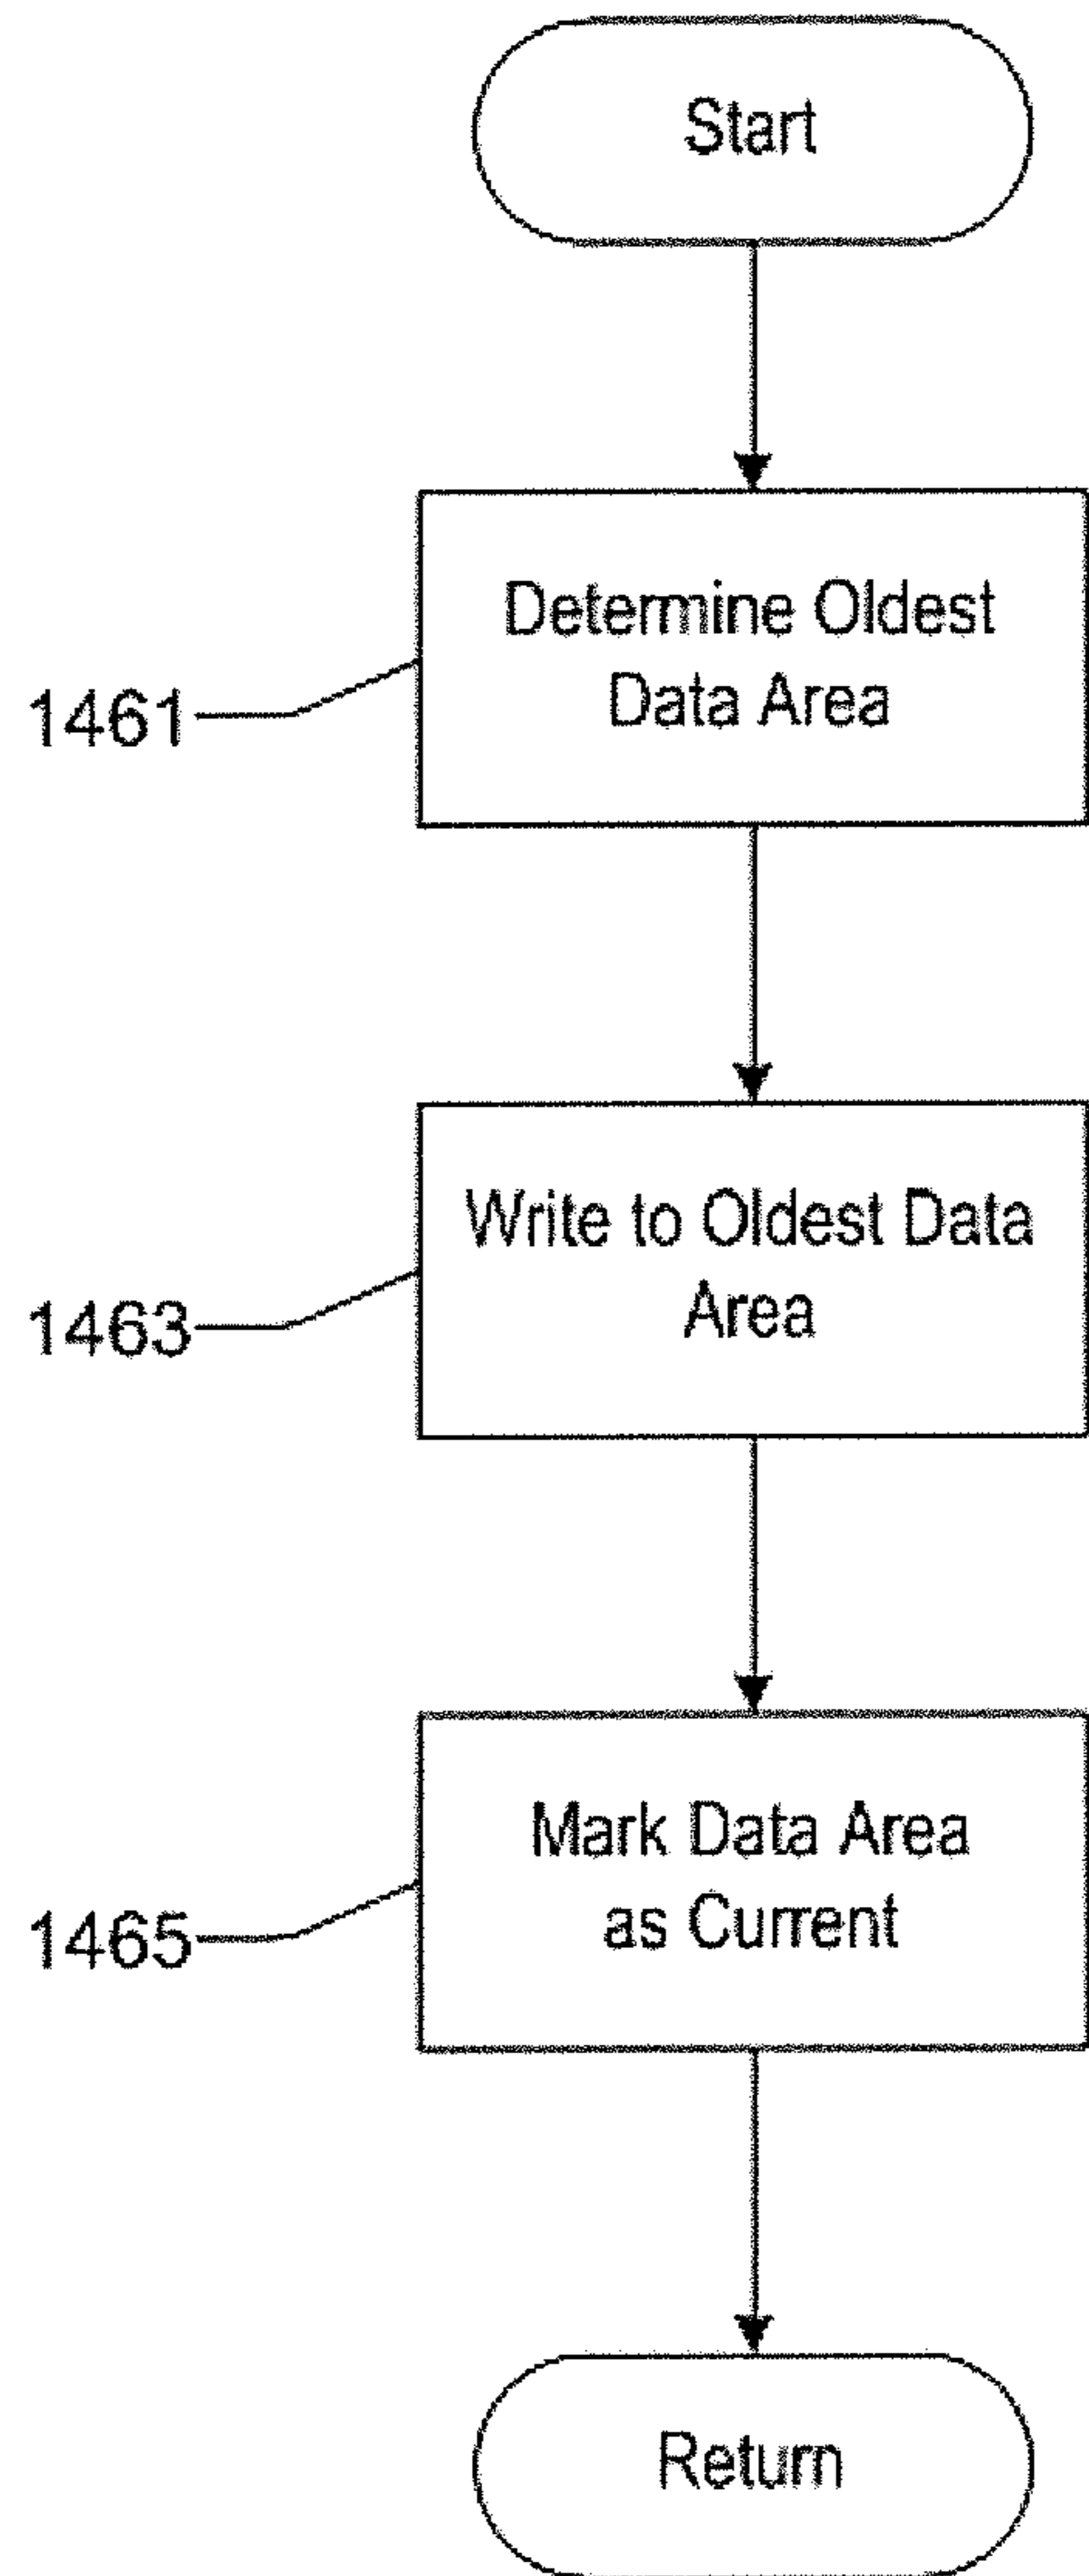 Start
Determine Oldest
Data Area
1461
Write to Oldest Data
Area
1463
Mark Data Area
as Current
1465
Return